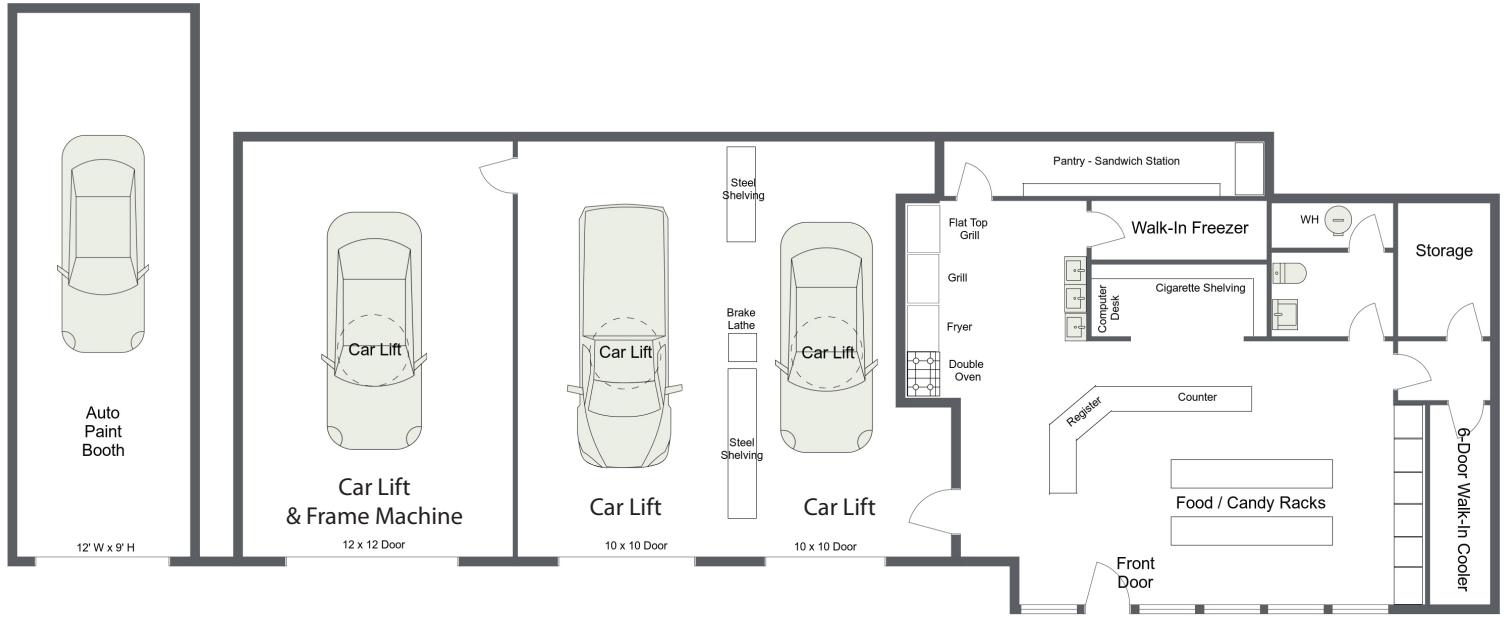 Auto
Paint
Booth
12' W x 9' H
Car Lift
Car Lift
& Frame Machine
12 x 12 Door
Car Lift
Car Lift
10 x 10 Door
Steel
Shelving
Brake
Lathe
Steel
Shelving
Car Lift
Car Lift
10 x 10 Door
Pantry - Sandwich Station
Flat Top
Grill
Grill
Fryer
Double
Oven
Walk-In Freezer
Computer
Desk
Cigarette Shelving
WH
Storage
Register
Counter
Food / Candy Racks
Front
Door
6-Door Walk-In Cooler